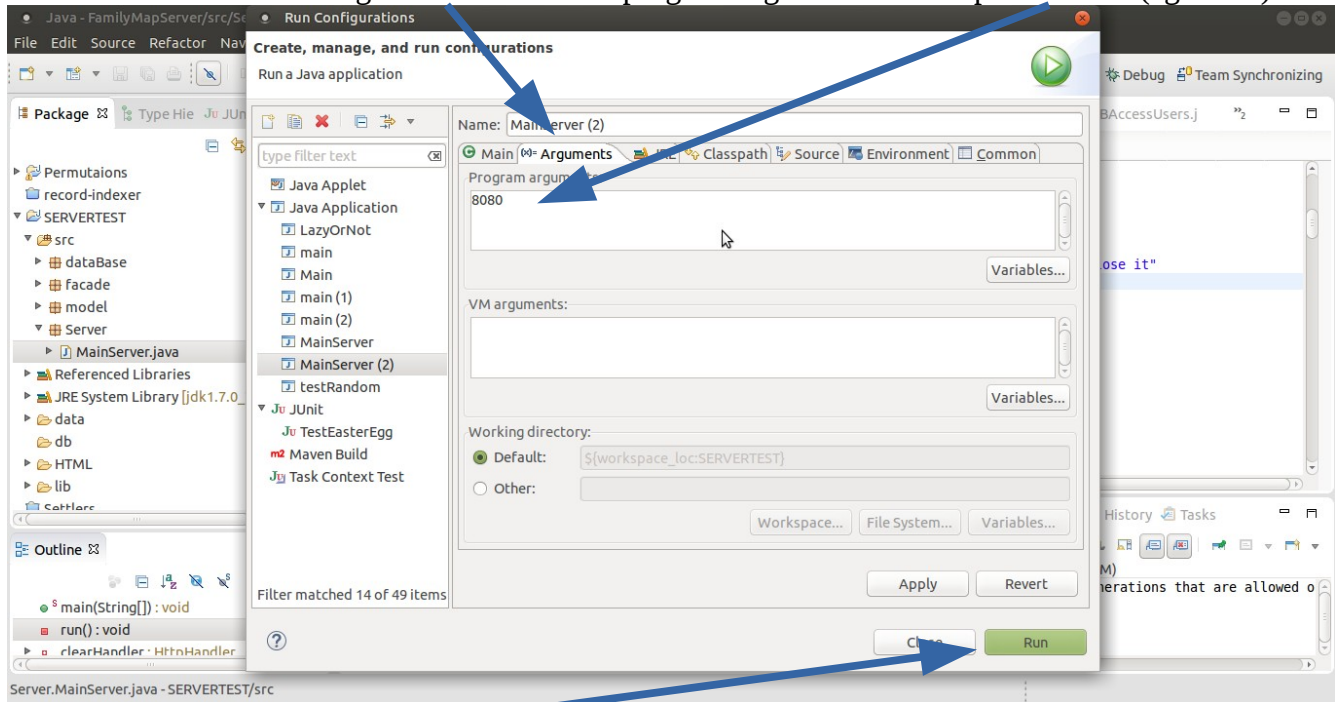 Java - FamilyMapServer/src/Se
Run Configurations
File Edit Source Refactor Nav
Create, manage, and run configurations
Run a Java application
Debug Team Synchronizing
Package Type Hie JUn
BAccessUsers.j
Name: MainServer (2)
type filter text
Main Arguments JRE Classpath Source Environment Common
Program arguments:
8080
Variables...
VM arguments:
Variables...
Working directory:
Default: ${workspace_loc:SERVERTEST}
Other:
Workspace... File System... Variables...
Apply Revert
Java Applet
Java Application
LazyOrNot
main
Main
main (1)
main (2)
MainServer
MainServer (2)
testRandom
JUnit
TestEasterEgg
Maven Build
Task Context Test
Filter matched 14 of 49 items
Close Run
Permutaions
record-indexer
SERVERTEST
src
dataBase
facade
model
Server
MainServer.java
Referenced Libraries
JRE System Library [jdk1.7.0_
data
db
HTML
lib
Settlers
Outline
main(String[]) : void
run() : void
clearHandler : HttpHandler
ose it"
History Tasks
M)
nerations that are allowed o
Server.MainServer.java - SERVERTEST/src